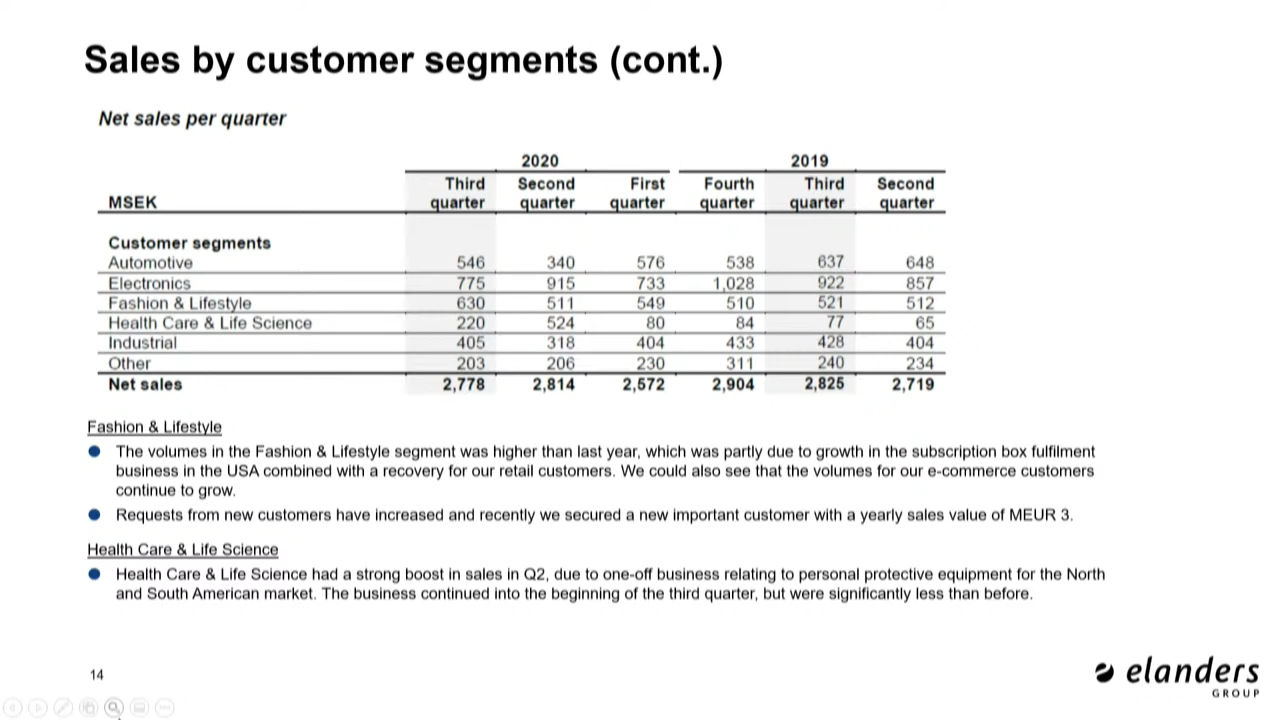 Sales by customer segments (cont.)
Net sales per quarter
2020 2019
Third Second First Fourth Third Second
MSEK quarter quarter quarter quarter quarter quarter
Customer segments
Automotive 546 340 576 538 637 648
Electronics 775 915 733 1,028 922 857
Fashion & Lifestyle 630 511 549 510 521 512
Health Care & Life Science 220 524 80 84 77 65
Industrial 405 318 404 433 428 404
Other 203 206 230 311 240 234
Net sales 2,778 2,814 2,572 2,904 2,825 2,719
Fashion & Lifestyle
The volumes in the Fashion & Lifestyle segment was higher than last year, which was partly due to growth in the subscription box fulfilment
business in the USA combined with a recovery for our retail customers. We could also see that the volumes for our e-commerce customers
continue to grow.
Requests from new customers have increased and recently we secured a new important customer with a yearly sales value of MEUR 3.
Health Care & Life Science
Health Care & Life Science had a strong boost in sales in Q2, due to one-off business relating to personal protective equipment for the North
and South American market. The business continued into the beginning of the third quarter, but were significantly less than before.
14
elanders
GROUP